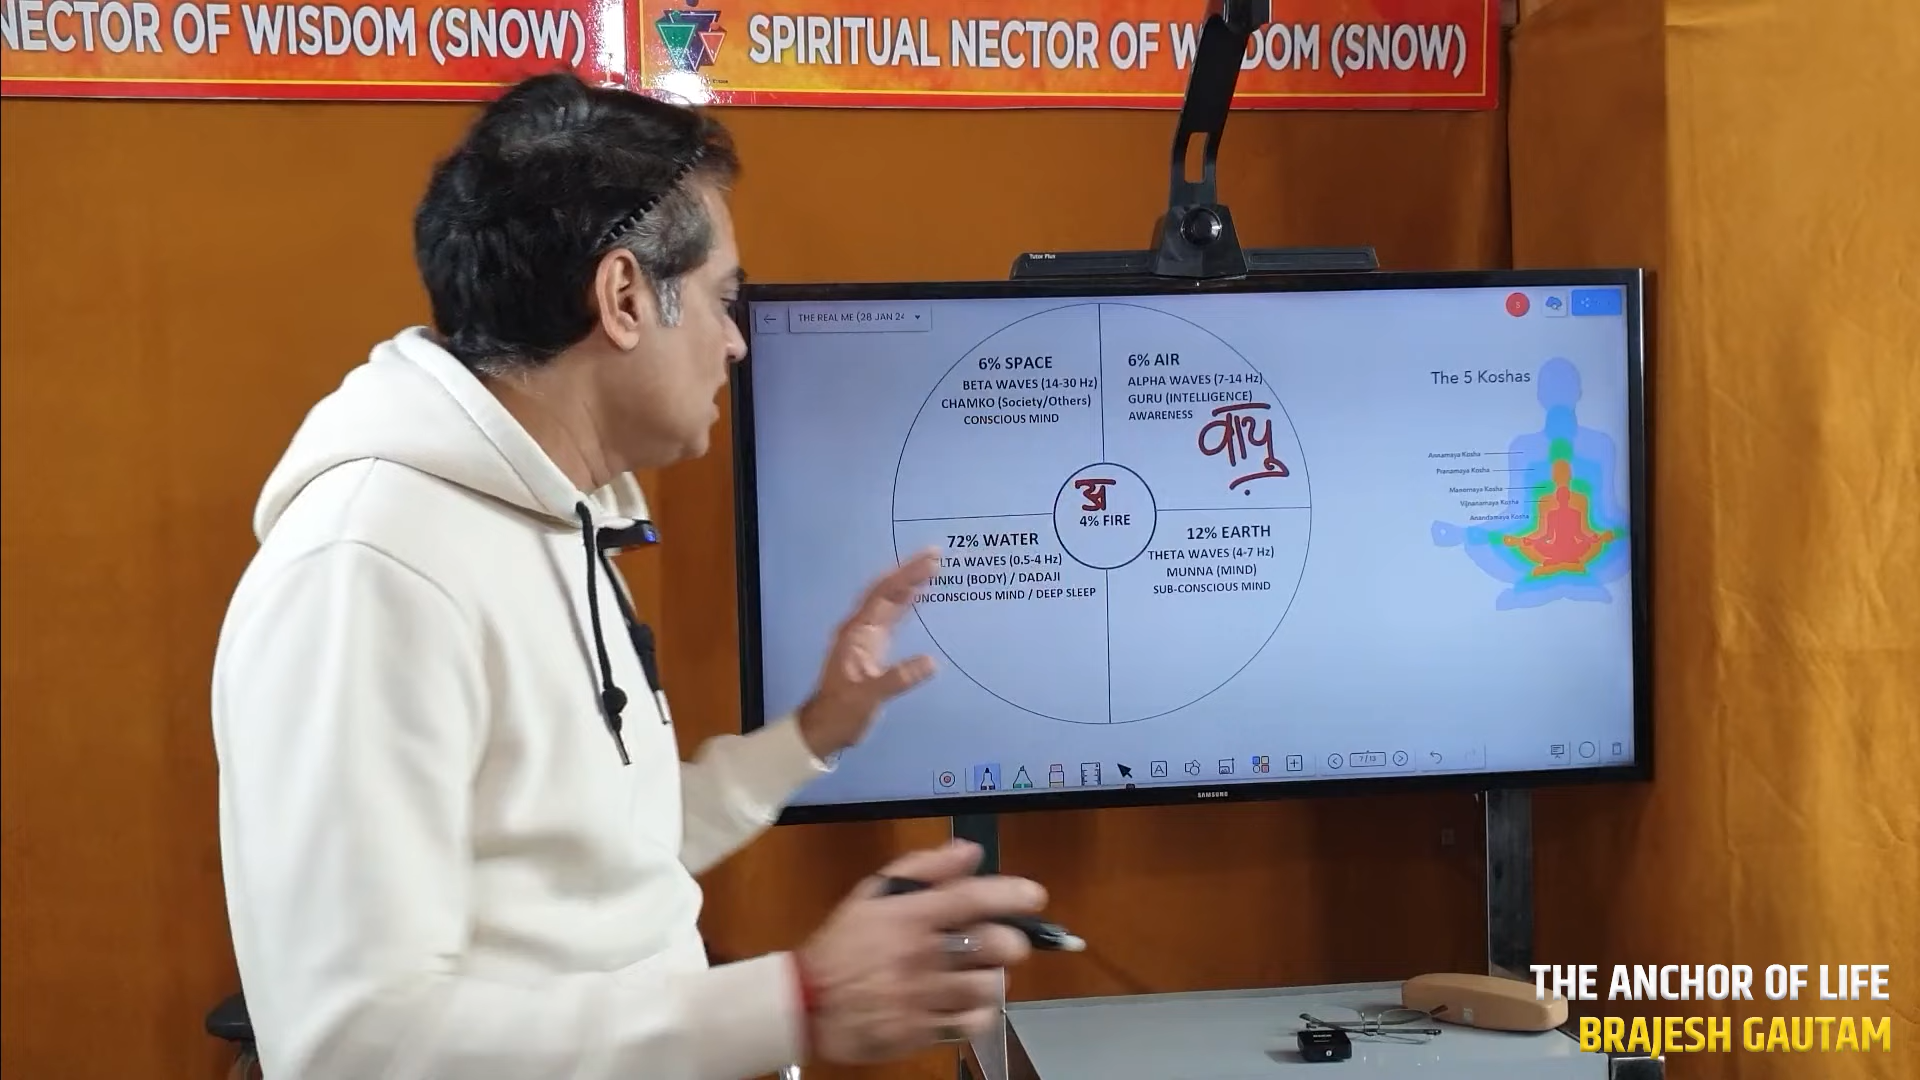 NECTOR OF WISDOM (SNOW)
SPIRITUAL NECTOR OF W DOM (SNOW)
Tutor Plus
THE REAL ME (28 JAN 24
6% SPACE
BETA WAVES (14-30 Hz)
CHAMKO (Society/Others)
CONSCIOUS MIND
6% AIR
ALPHA WAVES (7-14 Hz)
GURU (INTELLIGENCE)
AWARENESS
वायु
अ
4% FIRE
72% WATER
LTA WAVES (0.5-4 Hz)
TINKU (BODY) / DADAJI
UNCONSCIOUS MIND / DEEP SLEEP
12% EARTH
THETA WAVES (4-7 Hz)
MUNNA (MIND)
SUB-CONSCIOUS MIND
The 5 Koshas
Annamaya Kosha
Pranamaya Kosha
Manomaya Kosha
Vijnanamaya Kosha
Anandamaya Kosha
7/13
SAMSUNG
THE ANCHOR OF LIFE
BRAJESH GAUTAM